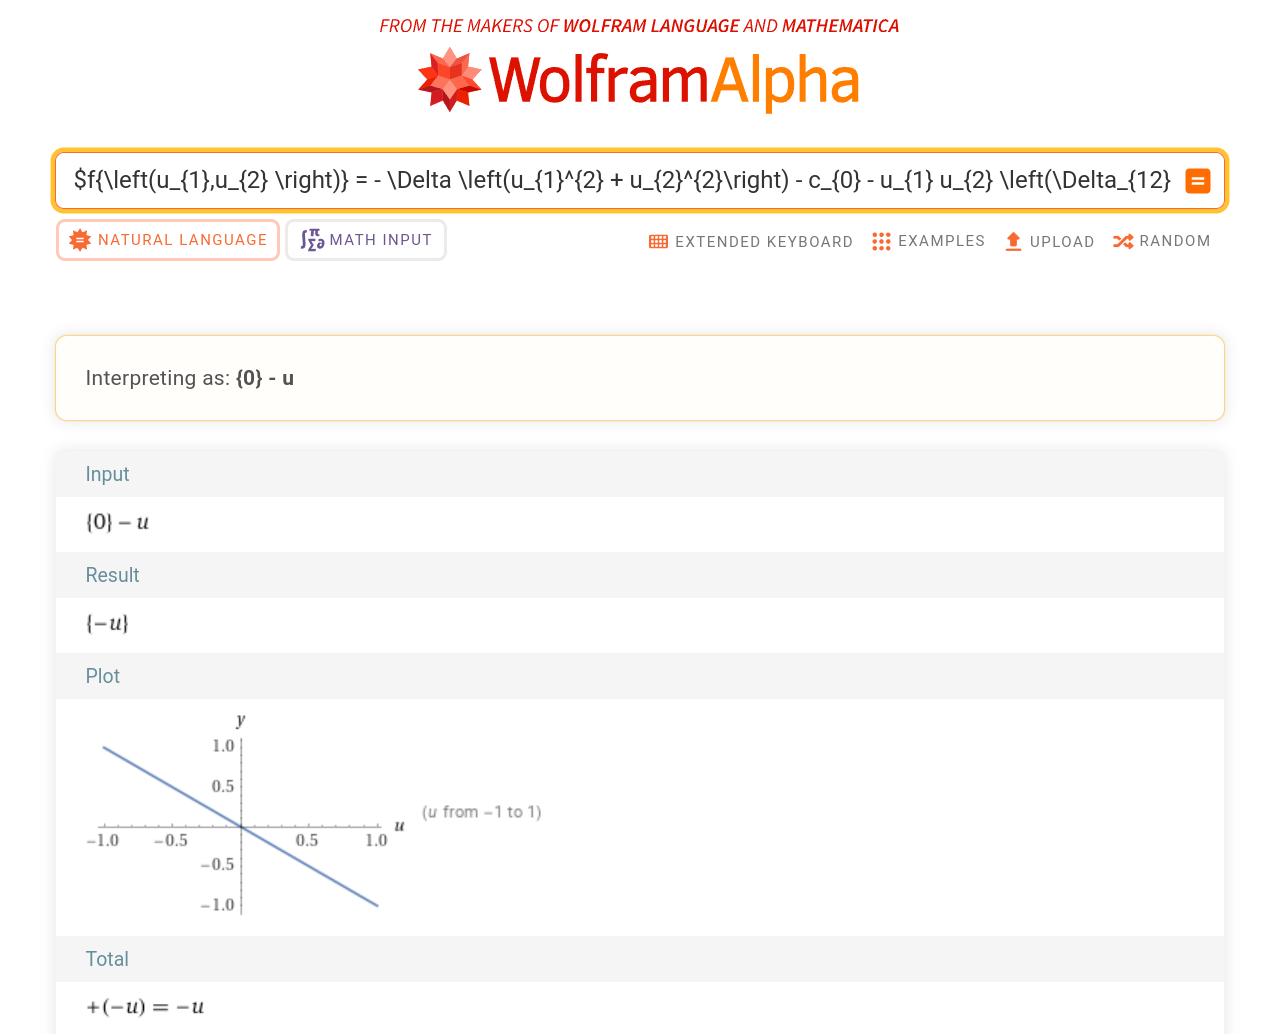 FROM THE MAKERS OF WOLFRAM LANGUAGE AND MATHEMATICA
WolframAlpha
$f{\left(u_{1},u_{2} \right)} = - \Delta \left(u_{1}^{2} + u_{2}^{2}\right) - c_{0} - u_{1} u_{2} \left(\Delta_{12}
NATURAL LANGUAGE
MATH INPUT
EXTENDED KEYBOARD
EXAMPLES
UPLOAD
RANDOM
Interpreting as: {0} - u
Input
{0} − u
Result
{−u}
Plot
y
1.0
0.5
(u from −1 to 1)
u
−1.0 −0.5 0.5 1.0
−0.5
−1.0
Total
+(−u) = −u